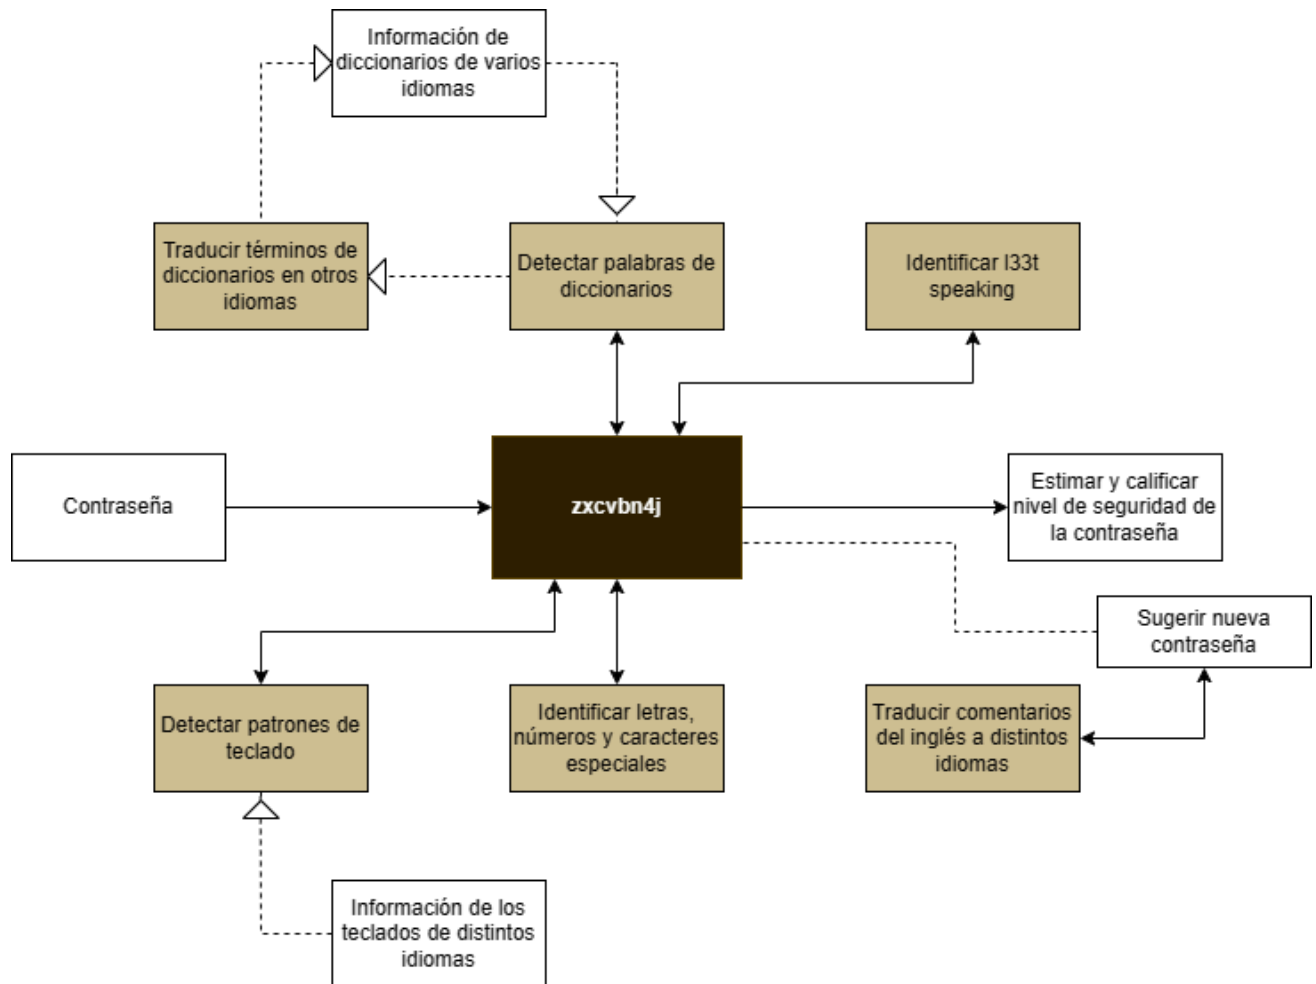 Información de
diccionarios de varios
idiomas
Traducir términos de
diccionarios en otros
idiomas
Detectar palabras de
diccionarios
Identificar l33t
speaking
Contraseña
zxcvbn4j
Estimar y calificar
nivel de seguridad de
la contraseña
Sugerir nueva
contraseña
Detectar patrones de
teclado
Identificar letras,
números y caracteres
especiales
Traducir comentarios
del inglés a distintos
idiomas
Información de los
teclados de distintos
idiomas